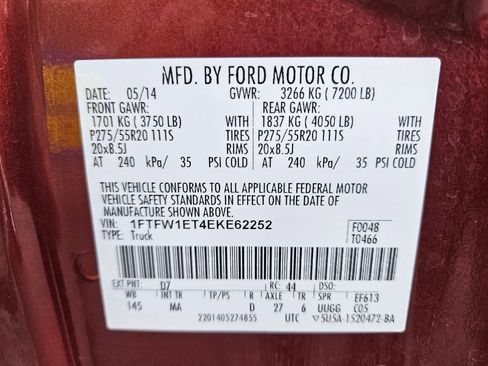 MFD. BY FORD MOTOR CO.
DATE: 05/14 GVWR: 3266 KG ( 7200 LB)
FRONT GAWR: REAR GAWR:
1701 KG ( 3750 LB) WITH 1837 KG ( 4050 LB) WITH
P275/55R20 111S TIRES P275/55R20 111S TIRES
20x8.5J RIMS 20x8.5J RIMS
AT 240 kPa/ 35 PSI COLD AT 240 kPa/ 35 PSI COLD
THIS VEHICLE CONFORMS TO ALL APPLICABLE FEDERAL MOTOR
VEHICLE SAFETY STANDARDS IN EFFECT ON THE DATE OF
MANUFACTURE SHOWN ABOVE.
VIN: 1FTFW1ET4EKE62252 F0048
TYPE: Truck T0466
EXT PNT: D7 RC: 44
WB INT TR TP/PS R AXLE TR SPR EF613
145 MA D 27 6 UUGG C05
2201405274855 UTC 5U5A-1520472-BA